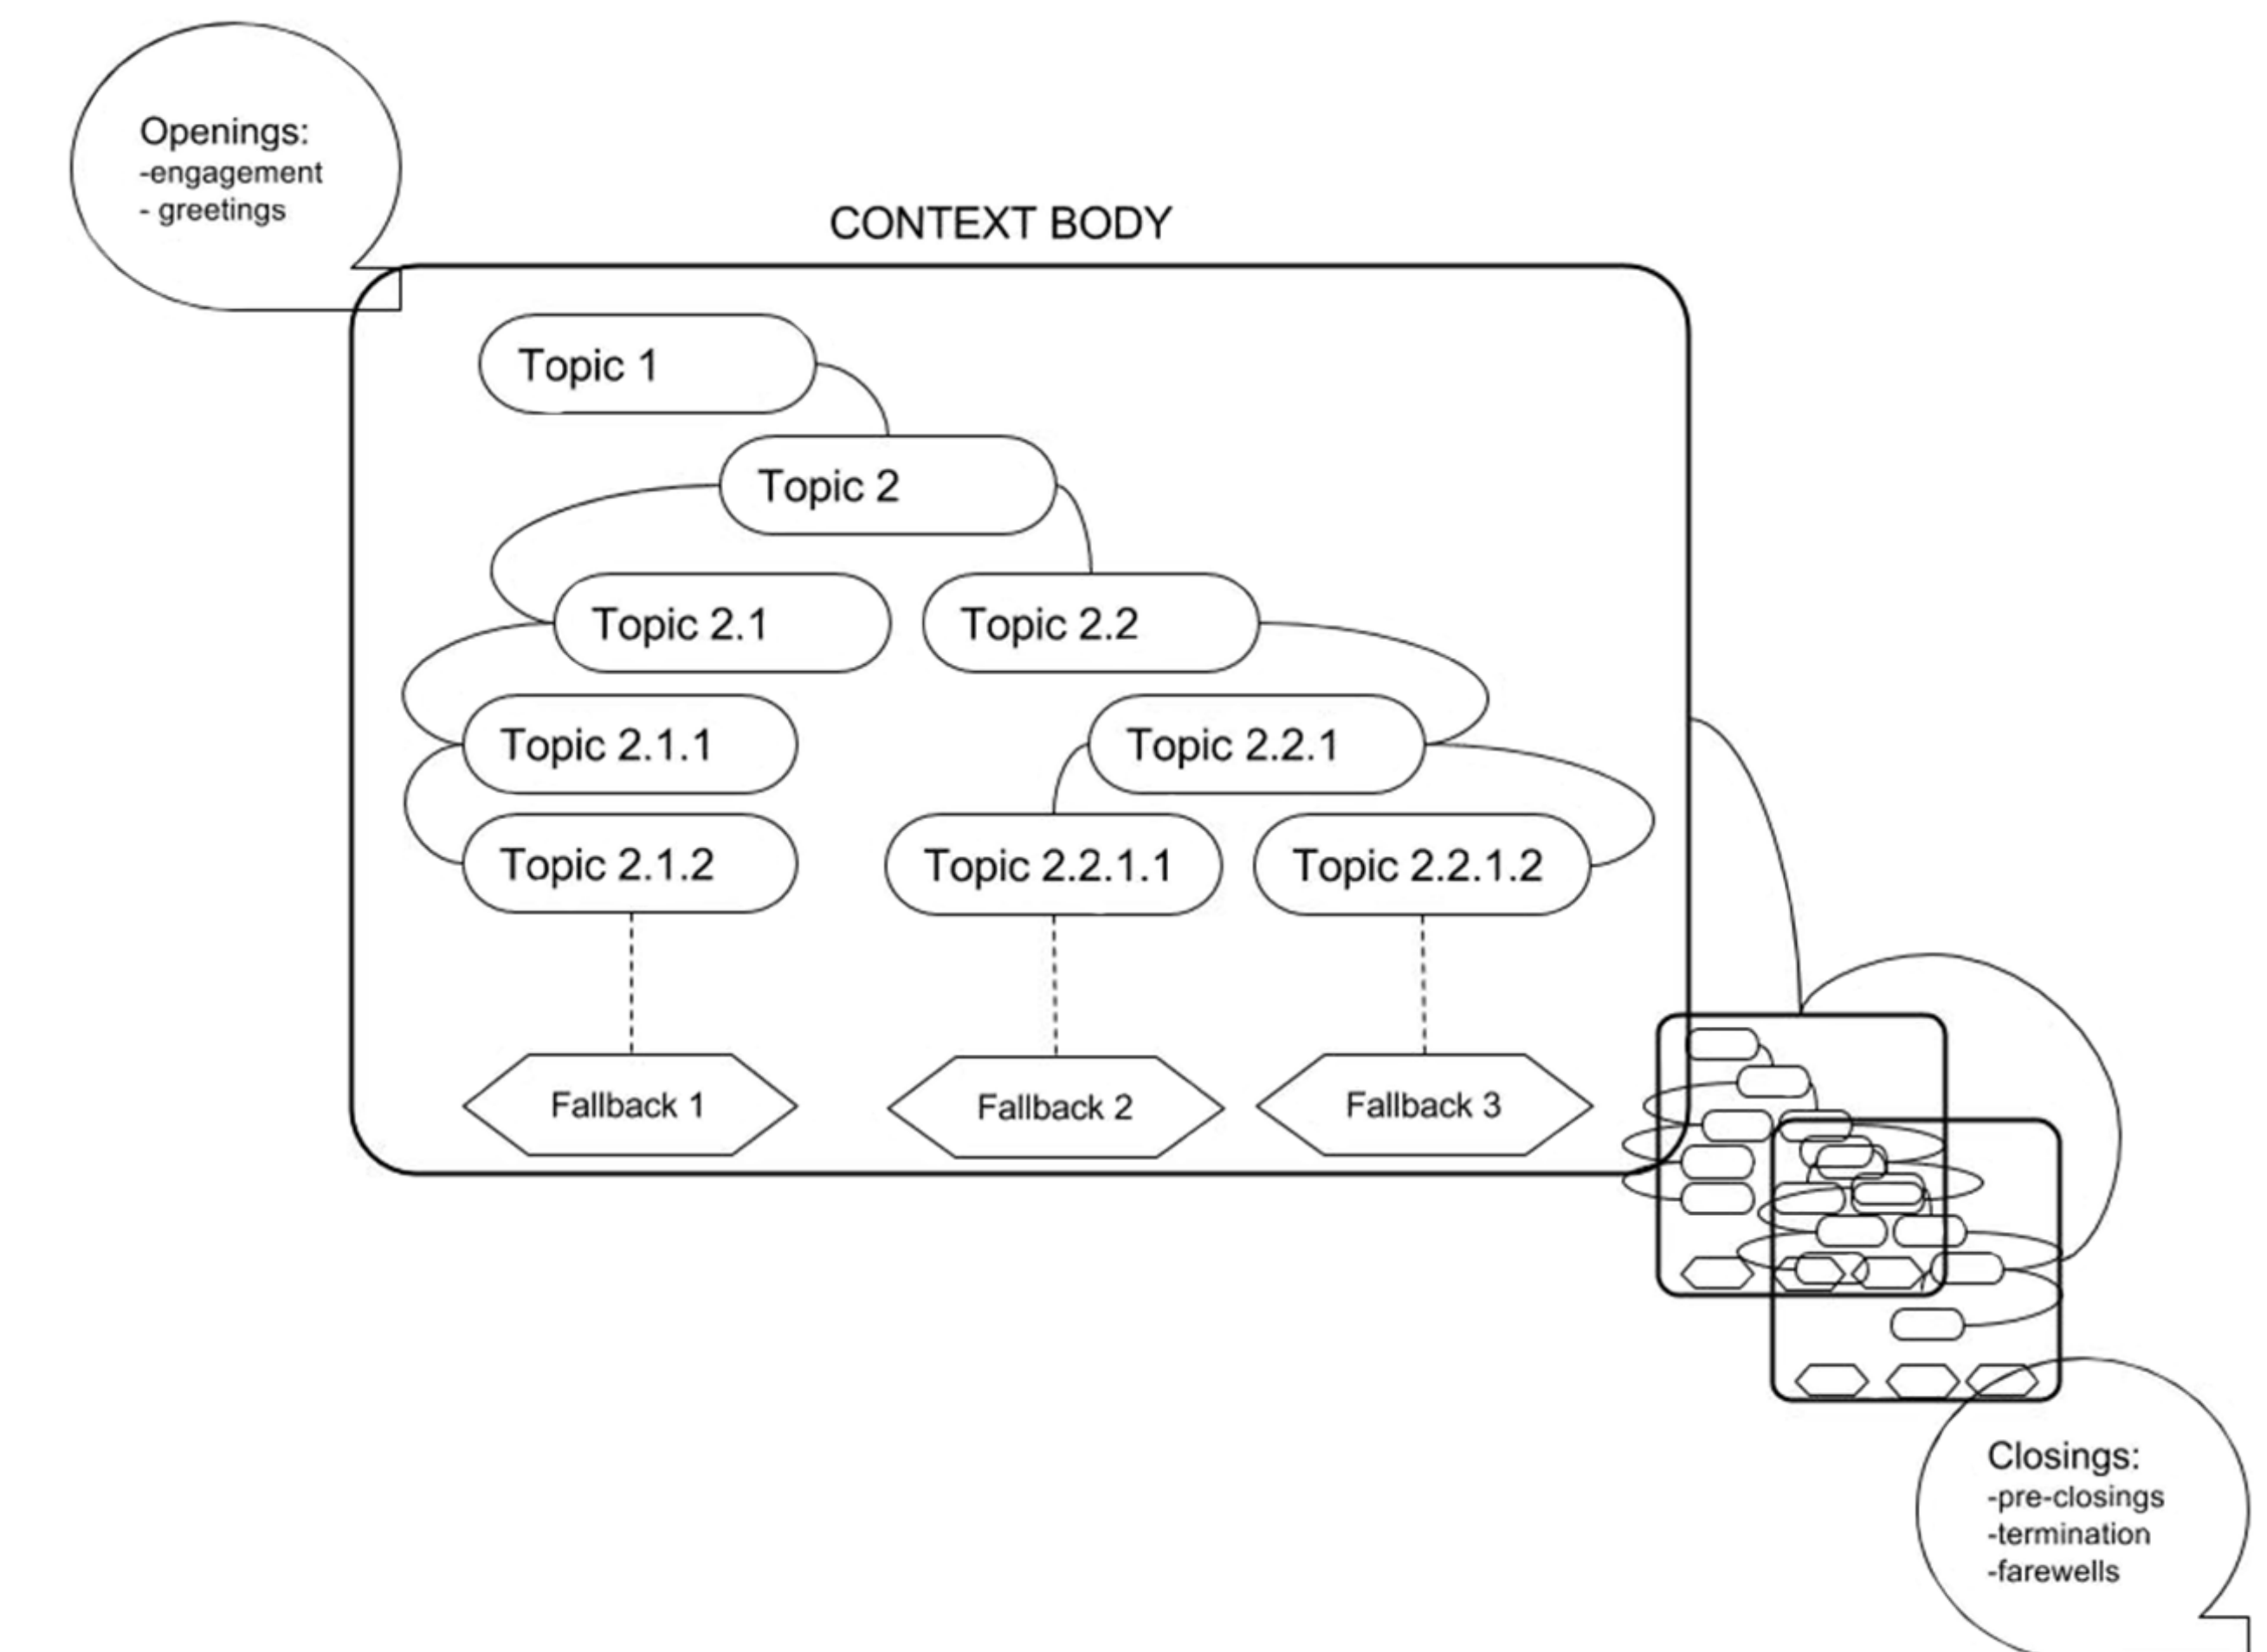 Openings:
-engagement
- greetings
CONTEXT BODY
Topic 1
Topic 2
Topic 2.1
Topic 2.2
Topic 2.1.1
Topic 2.2.1
Topic 2.1.2
Topic 2.2.1.1
Topic 2.2.1.2
Fallback 1
Fallback 2
Fallback 3
Closings:
-pre-closings
-termination
-farewells